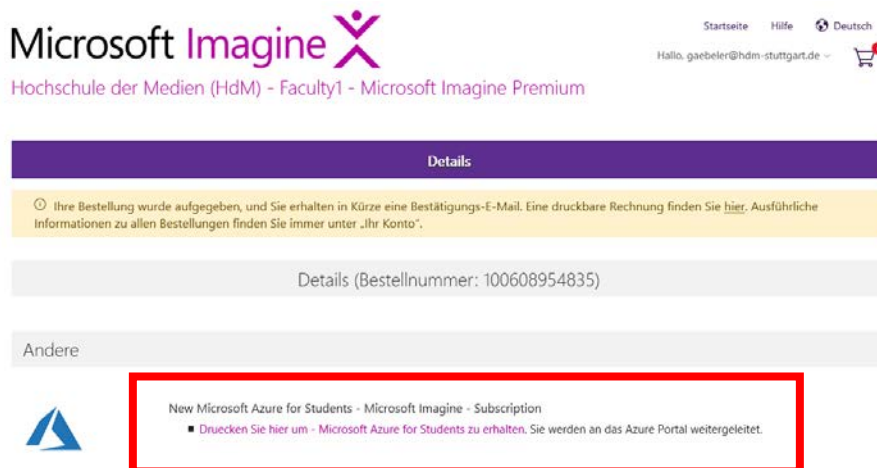 Startseite Hilfe Deutsch
Microsoft Imagine
Hallo, gaebeler@hdm-stuttgart.de
Hochschule der Medien (HdM) - Faculty1 - Microsoft Imagine Premium
Details
Ihre Bestellung wurde aufgegeben, und Sie erhalten in Kürze eine Bestätigungs-E-Mail. Eine druckbare Rechnung finden Sie hier. Ausführliche
Informationen zu allen Bestellungen finden Sie immer unter „Ihr Konto“.
Details (Bestellnummer: 100608954835)
Andere
New Microsoft Azure for Students - Microsoft Imagine - Subscription
▪ Druecken Sie hier um - Microsoft Azure for Students zu erhalten. Sie werden an das Azure Portal weitergeleitet.